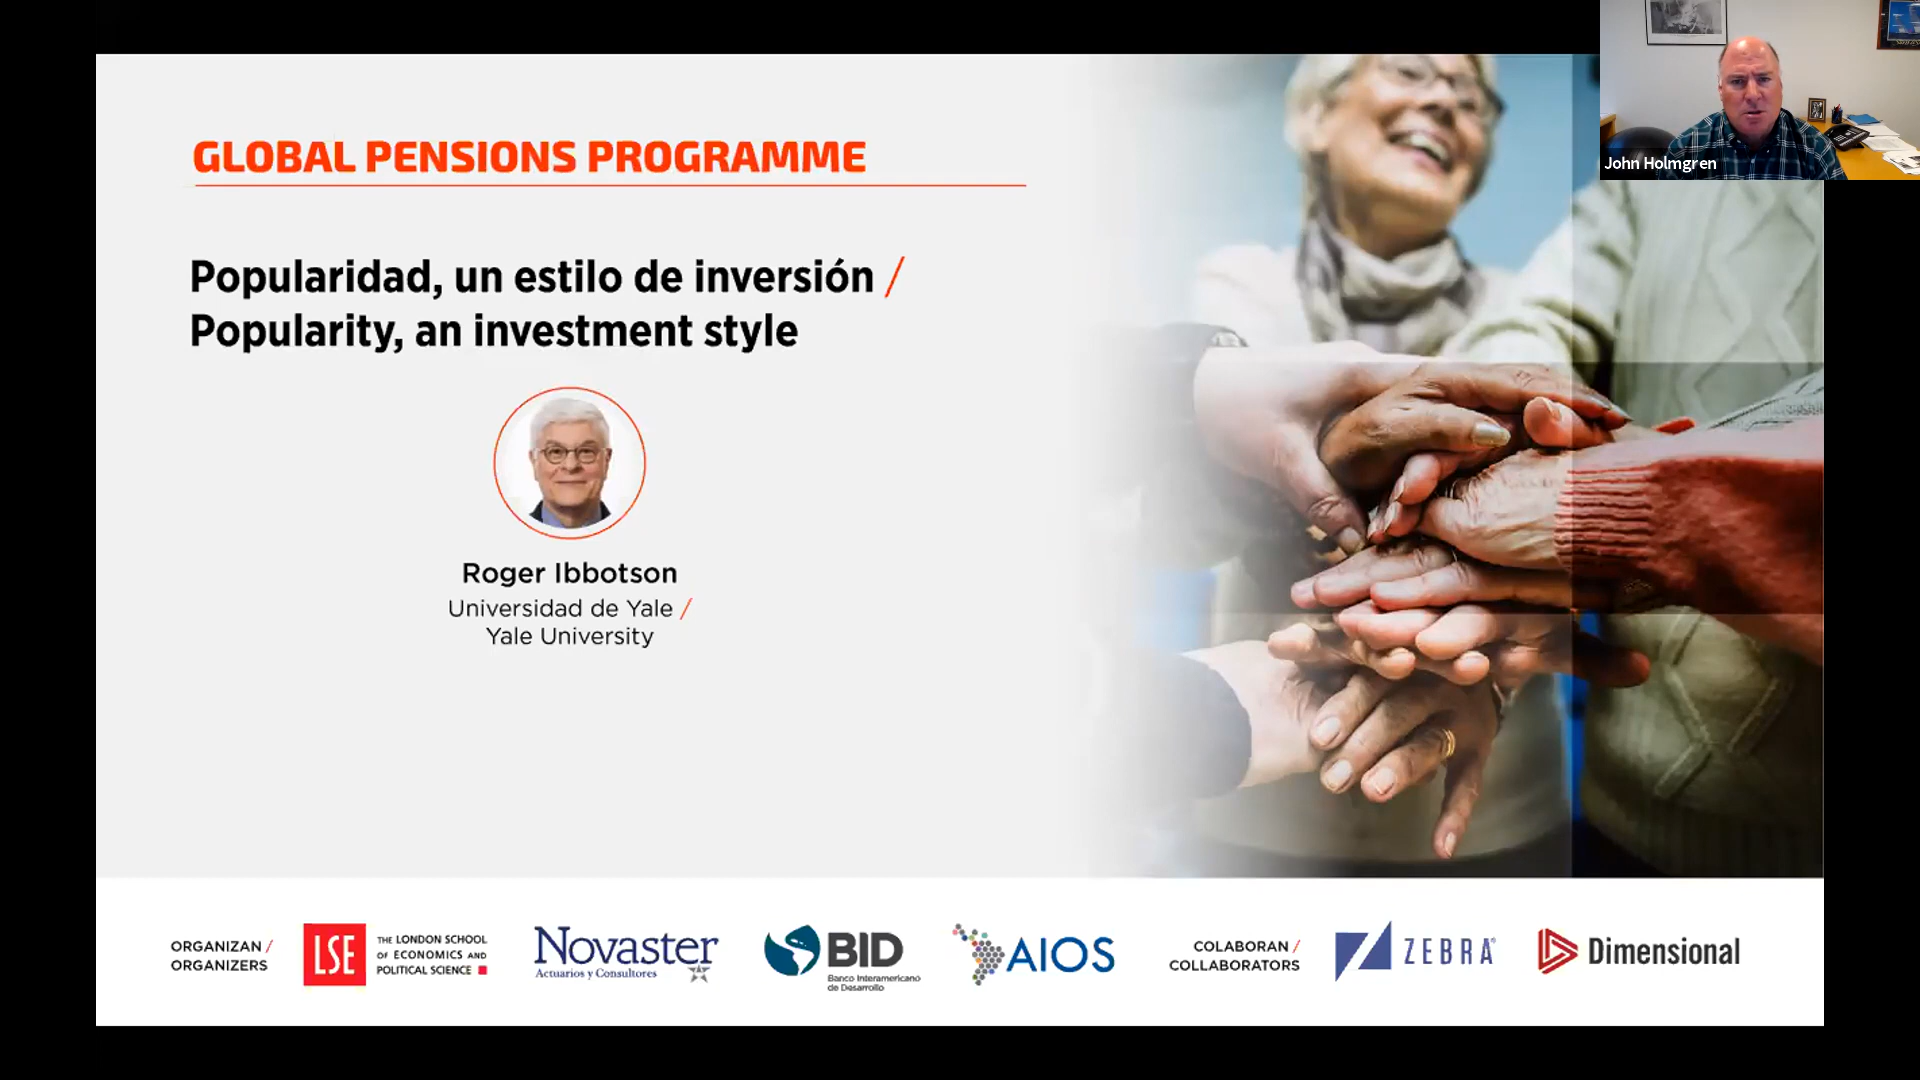 John Holmgren
GLOBAL PENSIONS PROGRAMME
Popularidad, un estilo de inversión /
Popularity, an investment style
Roger Ibbotson
Universidad de Yale /
Yale University
ORGANIZAN /
ORGANIZERS
LSE
THE LONDON SCHOOL
OF ECONOMICS AND
POLITICAL SCIENCE
Novaster
Actuarios y Consultores
BID
Banco Interamericano
de Desarrollo
AIOS
COLABORAN /
COLLABORATORS
ZEBRA®
Dimensional